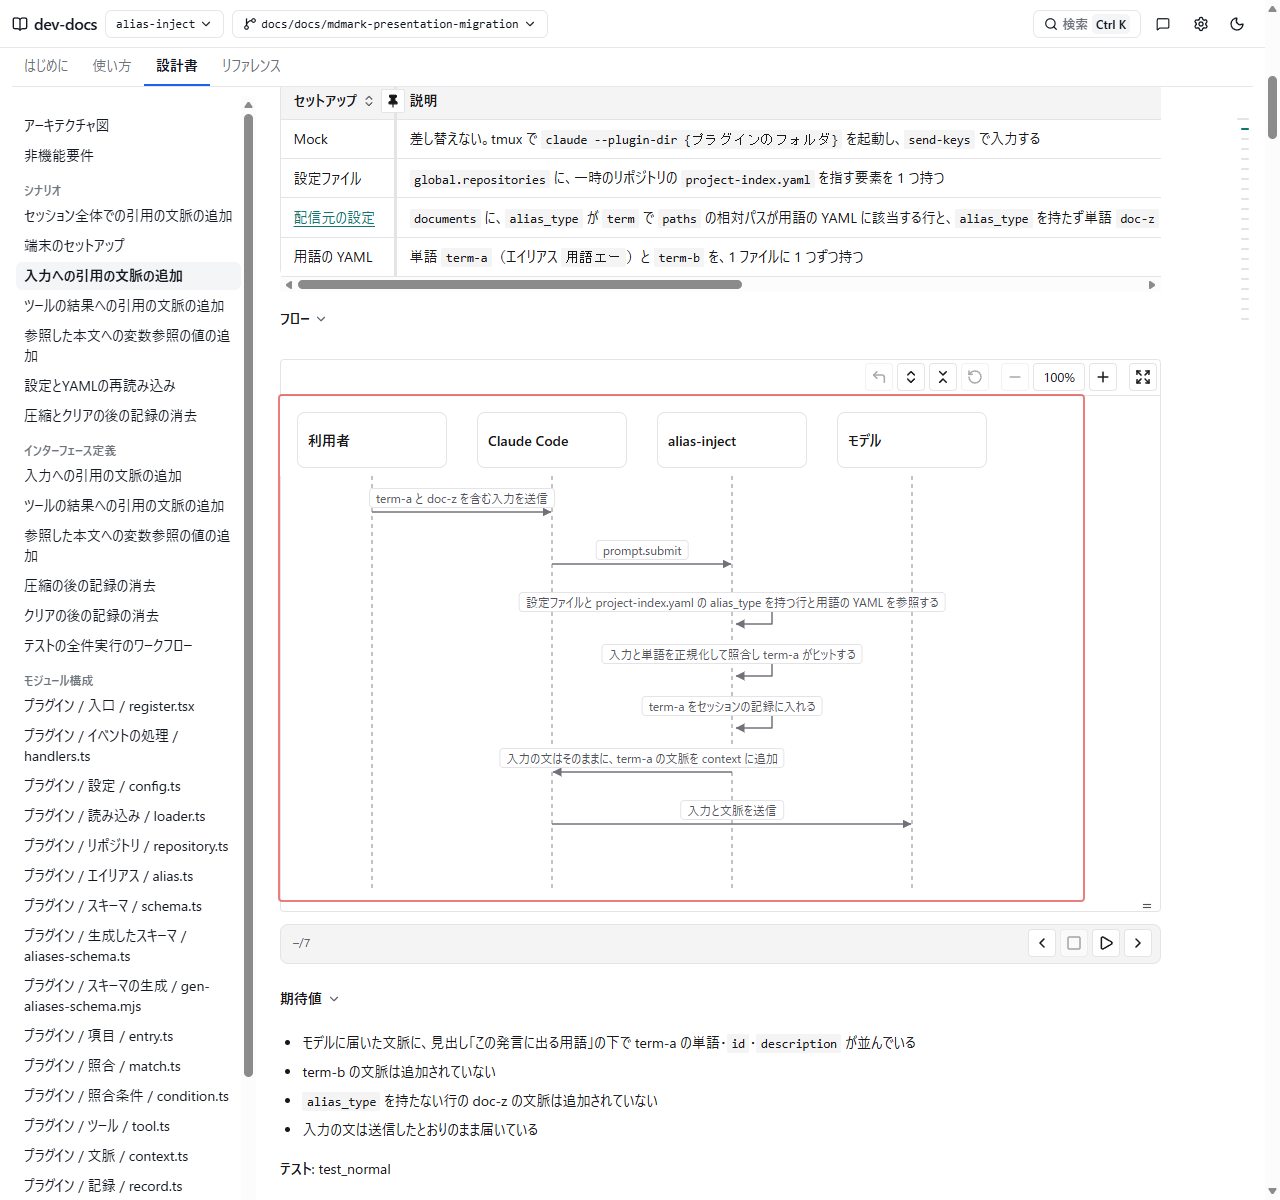 dev-docs
alias-inject
docs/docs/mdmark-presentation-migration
検索 Ctrl K
はじめに
使い方
設計書
リファレンス
アーキテクチャ図
非機能要件
シナリオ
セッション全体での引用の文脈の追加
端末のセットアップ
入力への引用の文脈の追加
ツールの結果への引用の文脈の追加
参照した本文への変数参照の値の追
加
設定とYAMLの再読み込み
圧縮とクリアの後の記録の消去
インターフェース定義
入力への引用の文脈の追加
ツールの結果への引用の文脈の追加
参照した本文への変数参照の値の追
加
圧縮の後の記録の消去
クリアの後の記録の消去
テストの全件実行のワークフロー
モジュール構成
プラグイン / 入口 / register.tsx
プラグイン / イベントの処理 /
handlers.ts
プラグイン / 設定 / config.ts
プラグイン / 読み込み / loader.ts
プラグイン / リポジトリ / repository.ts
プラグイン / エイリアス / alias.ts
プラグイン / スキーマ / schema.ts
プラグイン / 生成したスキーマ /
aliases-schema.ts
プラグイン / スキーマの生成 / gen-
aliases-schema.mjs
プラグイン / 項目 / entry.ts
プラグイン / 照合 / match.ts
プラグイン / 照合条件 / condition.ts
プラグイン / ツール / tool.ts
プラグイン / 文脈 / context.ts
プラグイン / 記録 / record.ts
セットアップ 説明
Mock 差し替えない。tmux で claude --plugin-dir {プラグインのフォルダ} を起動し、send-keys で入力する
設定ファイル global.repositories に、一時のリポジトリの project-index.yaml を指す要素を 1 つ持つ
配信元の設定 documents に、alias_type が term で paths の相対パスが用語の YAML に該当する行と、alias_type を持たず単語 doc-z
用語の YAML 単語 term-a（エイリアス 用語エー）と term-b を、1 ファイルに 1 つずつ持つ
フロー
100%
利用者
Claude Code
alias-inject
モデル
term-a と doc-z を含む入力を送信
prompt.submit
設定ファイルと project-index.yaml の alias_type を持つ行と用語の YAML を参照する
入力と単語を正規化して照合し term-a がヒットする
term-a をセッションの記録に入れる
入力の文はそのままに、term-a の文脈を context に追加
入力と文脈を送信
–/7
期待値
• モデルに届いた文脈に、見出し「この発言に出る用語」の下で term-a の単語・id・description が並んでいる
• term-b の文脈は追加されていない
• alias_type を持たない行の doc-z の文脈は追加されていない
• 入力の文は送信したとおりのまま届いている
テスト: test_normal